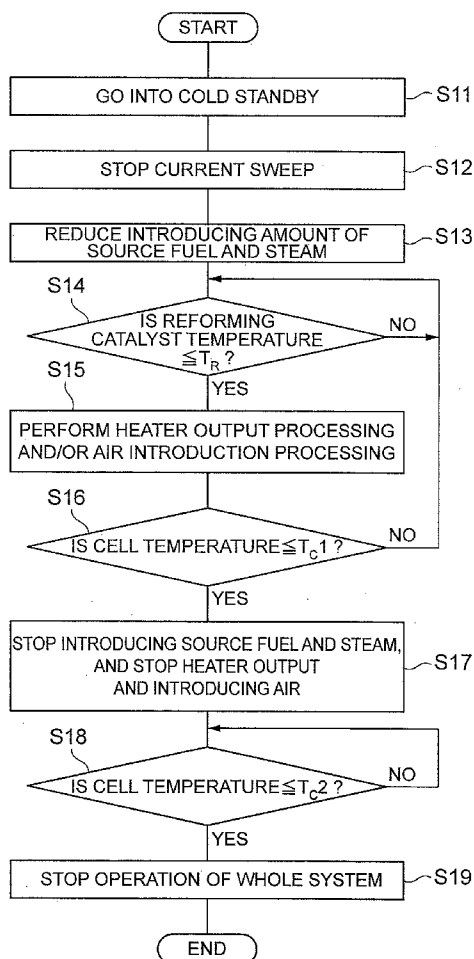 START
GO INTO COLD STANDBY
S11
STOP CURRENT SWEEP
S12
REDUCE INTRODUCING AMOUNT OF
SOURCE FUEL AND STEAM
S13
S14
IS REFORMING
CATALYST TEMPERATURE
≦TR ?
NO
YES
S15
PERFORM HEATER OUTPUT PROCESSING
AND/OR AIR INTRODUCTION PROCESSING
S16
IS CELL TEMPERATURE≦TC1 ?
NO
YES
STOP INTRODUCING SOURCE FUEL AND STEAM,
AND STOP HEATER OUTPUT
AND INTRODUCING AIR
S17
S18
IS CELL TEMPERATURE≦TC2 ?
NO
YES
STOP OPERATION OF WHOLE SYSTEM
S19
END